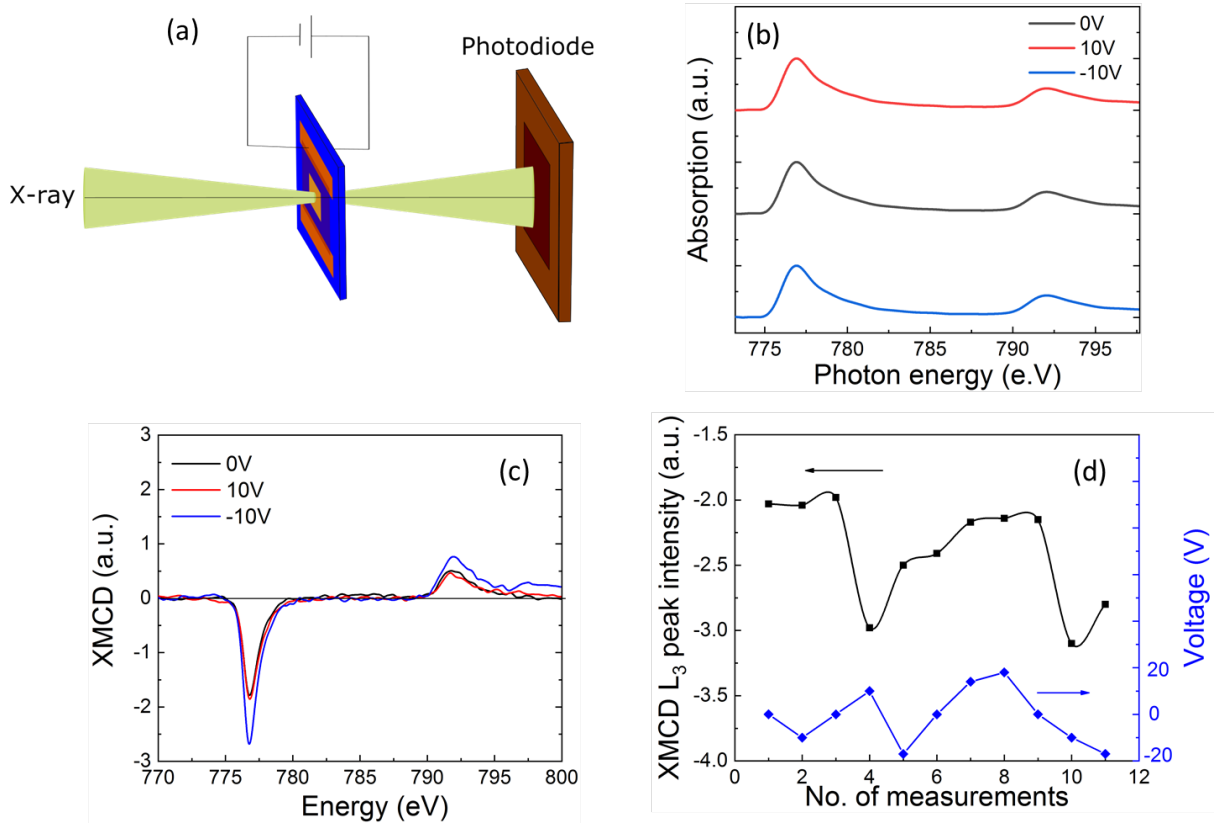 (a)
Photodiode
X-ray
(b)
0V
10V
-10V
Absorption (a.u.)
775 780 785 790 795
Photon energy (e.V)
(c)
0V
10V
-10V
XMCD (a.u.)
3
2
1
0
-1
-2
-3
770 775 780 785 790 795 800
Energy (eV)
(d)
XMCD L₃ peak intensity (a.u.)
-1.5
-2.0
-2.5
-3.0
-3.5
-4.0
0 2 4 6 8 10 12
No. of measurements
20
0
-20
Voltage (V)